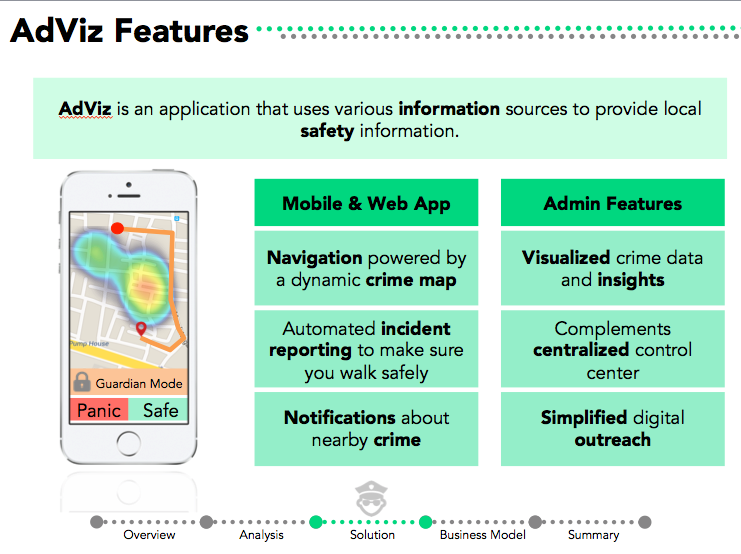 AdViz Features
AdViz is an application that uses various information sources to provide local
safety information.
Pump House
Guardian Mode
Panic
Safe
Mobile & Web App
Navigation powered by
a dynamic crime map
Automated incident
reporting to make sure
you walk safely
Notifications about
nearby crime
Admin Features
Visualized crime data
and insights
Complements
centralized control
center
Simplified digital
outreach
Overview
Analysis
Solution
Business Model
Summary